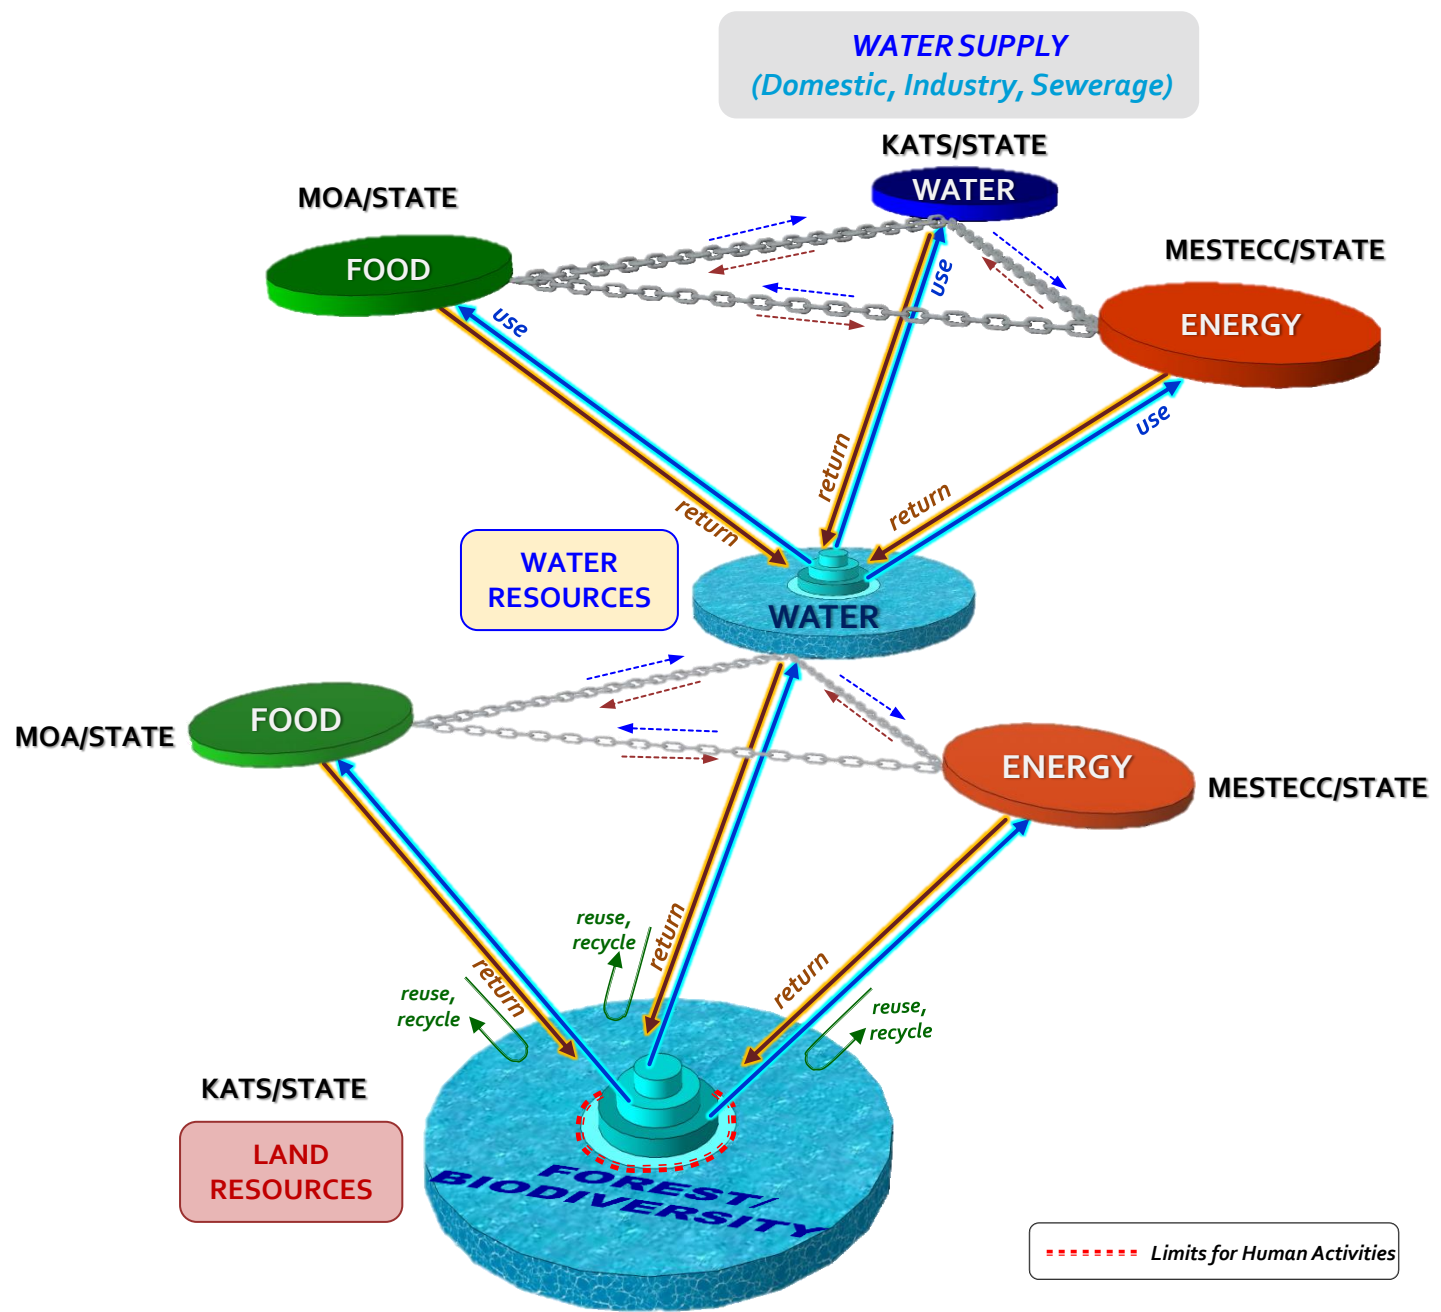 WATER SUPPLY
(Domestic, Industry, Sewerage)
KATS/STATE
WATER
MOA/STATE
FOOD
MESTECC/STATE
ENERGY
use
use
use
return
return
return
WATER
RESOURCES
WATER
FOOD
MOA/STATE
ENERGY
MESTECC/STATE
reuse,
recycle
return
return
return
reuse,
recycle
reuse,
recycle
KATS/STATE
LAND
RESOURCES
FOREST/
BIODIVERSITY
Limits for Human Activities